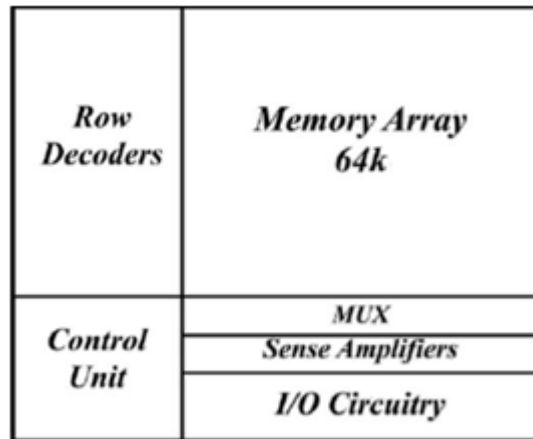 Row
Decoders
Memory Array
64k
Control
Unit
MUX
Sense Amplifiers
I/O Circuitry